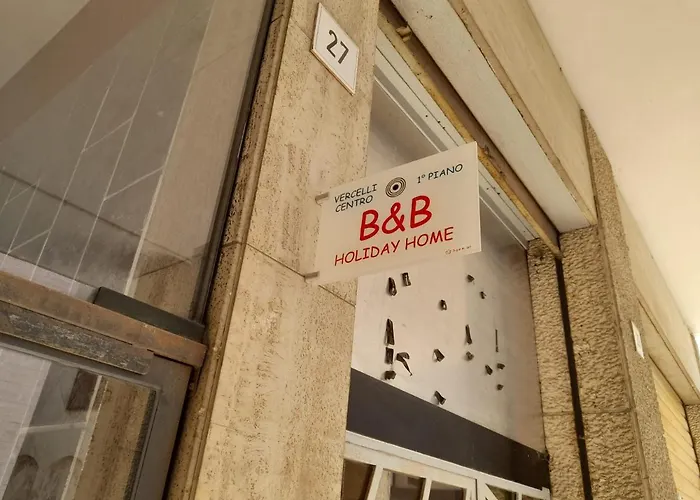 27
VERCELLI
CENTRO
1° PIANO
B&B
HOLIDAY HOME